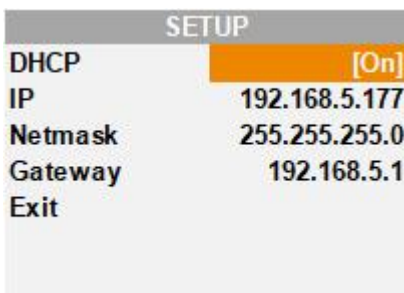 SETUP
DHCP [On]
IP 192.168.5.177
Netmask 255.255.255.0
Gateway 192.168.5.1
Exit